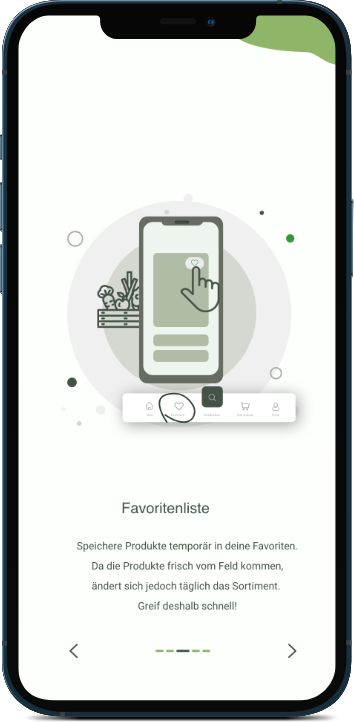 Favoritenliste
Speichere Produkte temporär in deine Favoriten.
Da die Produkte frisch vom Feld kommen,
ändert sich jedoch täglich das Sortiment.
Greif deshalb schnell!